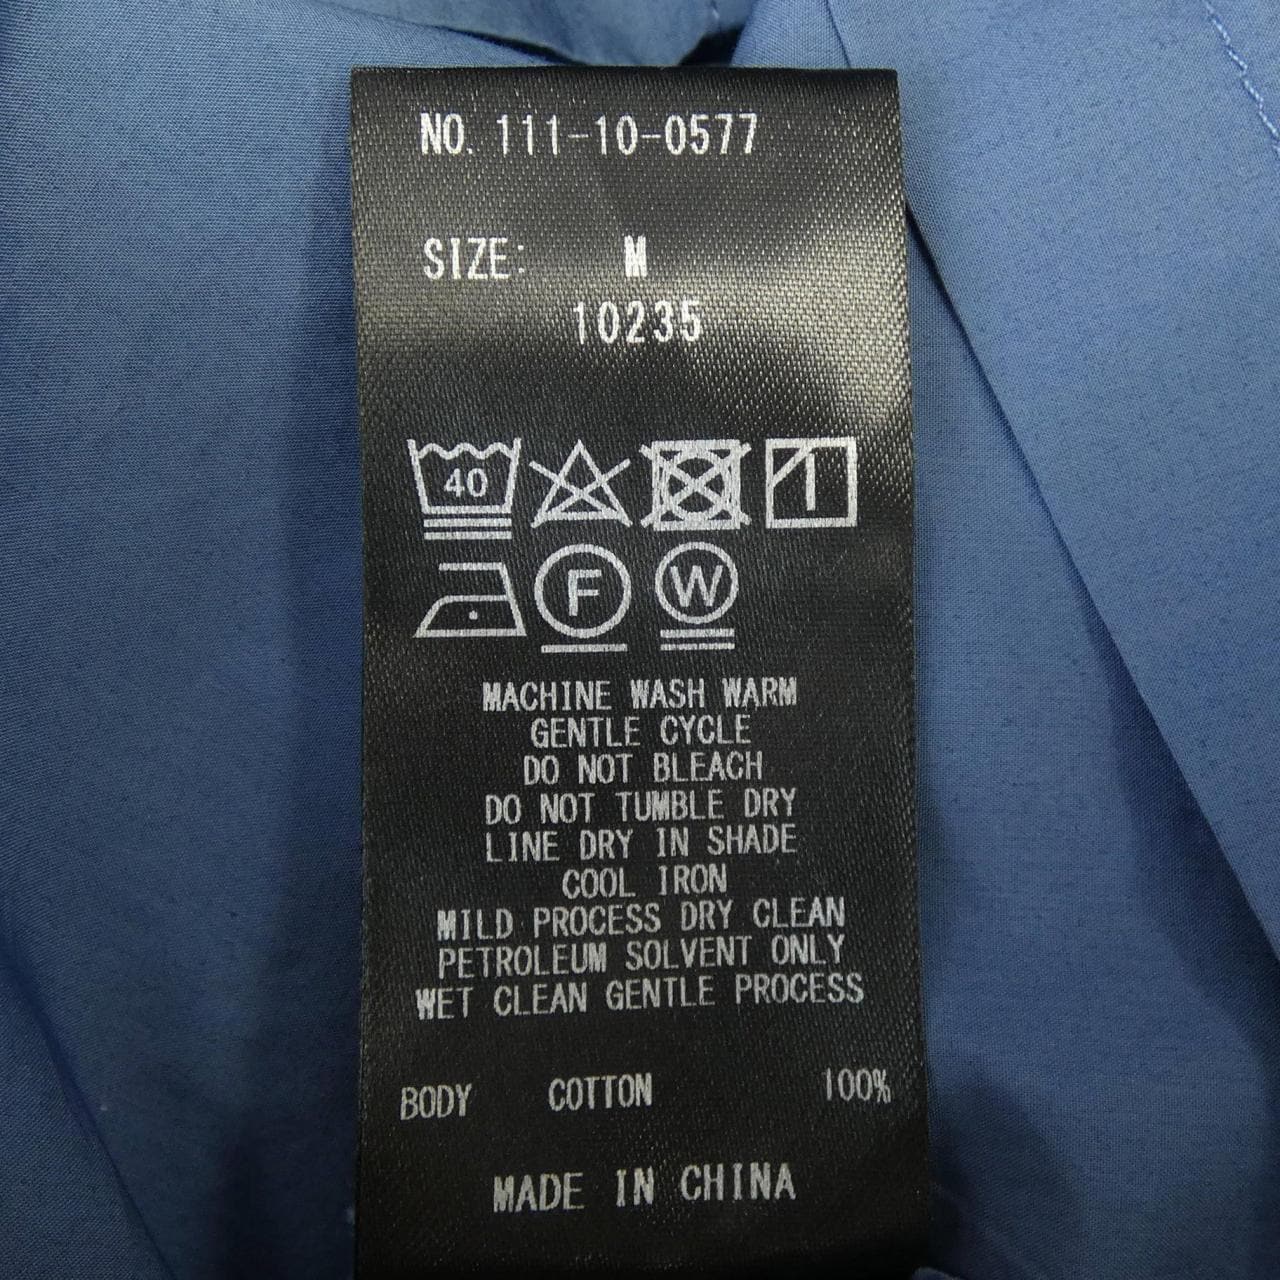 NO. 111-10-0577
SIZE: M
10235
40
F W
MACHINE WASH WARM
GENTLE CYCLE
DO NOT BLEACH
DO NOT TUMBLE DRY
LINE DRY IN SHADE
COOL IRON
MILD PROCESS DRY CLEAN
PETROLEUM SOLVENT ONLY
WET CLEAN GENTLE PROCESS
BODY COTTON 100%
MADE IN CHINA